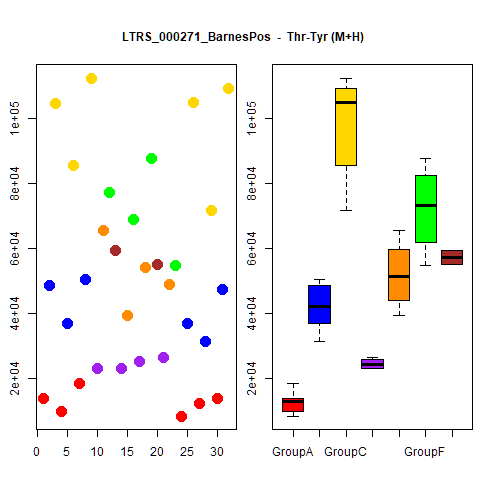 LTRS_000271_BarnesPos - Thr-Tyr (M+H)
1e+05
8e+04
6e+04
4e+04
2e+04
0 5 10 15 20 25 30
1e+05
8e+04
6e+04
4e+04
2e+04
GroupA GroupC GroupF